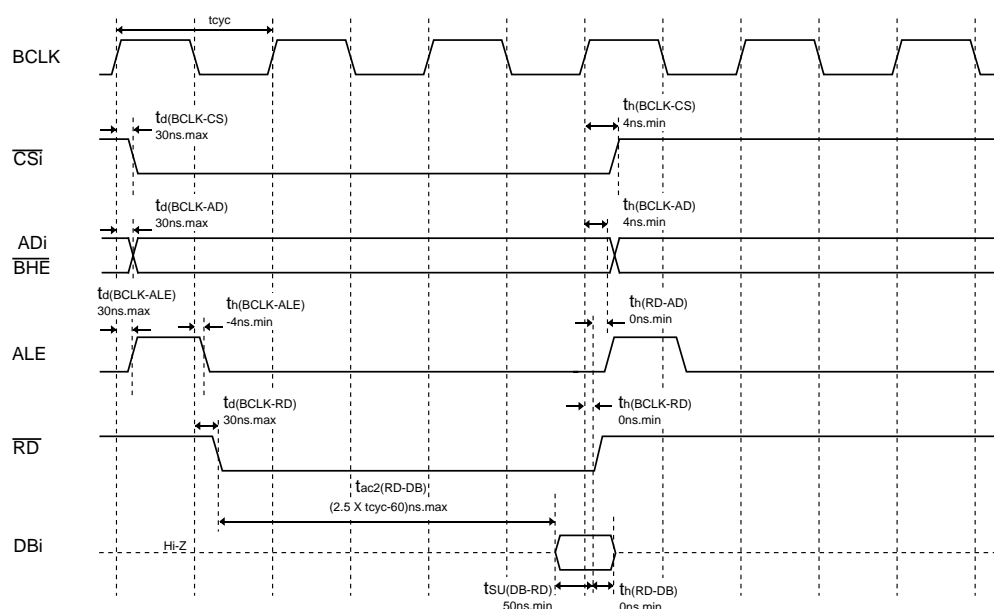 tcyc
BCLK
td(BCLK-CS)
30ns.max
th(BCLK-CS)
4ns.min
CSi
td(BCLK-AD)
30ns.max
th(BCLK-AD)
4ns.min
ADi
BHE
td(BCLK-ALE)
30ns.max
th(BCLK-ALE)
-4ns.min
th(RD-AD)
0ns.min
ALE
td(BCLK-RD)
30ns.max
th(BCLK-RD)
0ns.min
RD
tac2(RD-DB)
(2.5 X tcyc-60)ns.max
Hi-Z
DBi
tSU(DB-RD)
50ns.min
th(RD-DB)
0ns.min